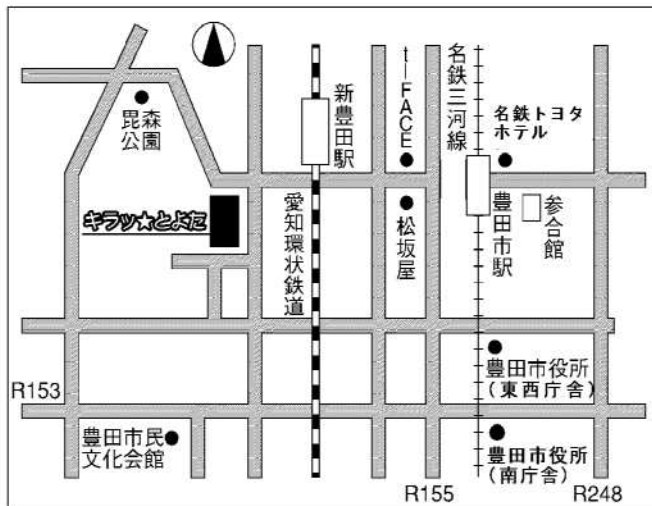 毘森
公園
キラッ★とよた
新豊田駅
愛知環状鉄道
t–FACE
松坂屋
名鉄三河線
名鉄トヨタ
ホテル
豊田市駅
参合館
豊田市役所
(東西庁舎)
豊田市役所
(南庁舎)
豊田市民
文化会館
R153
R155
R248